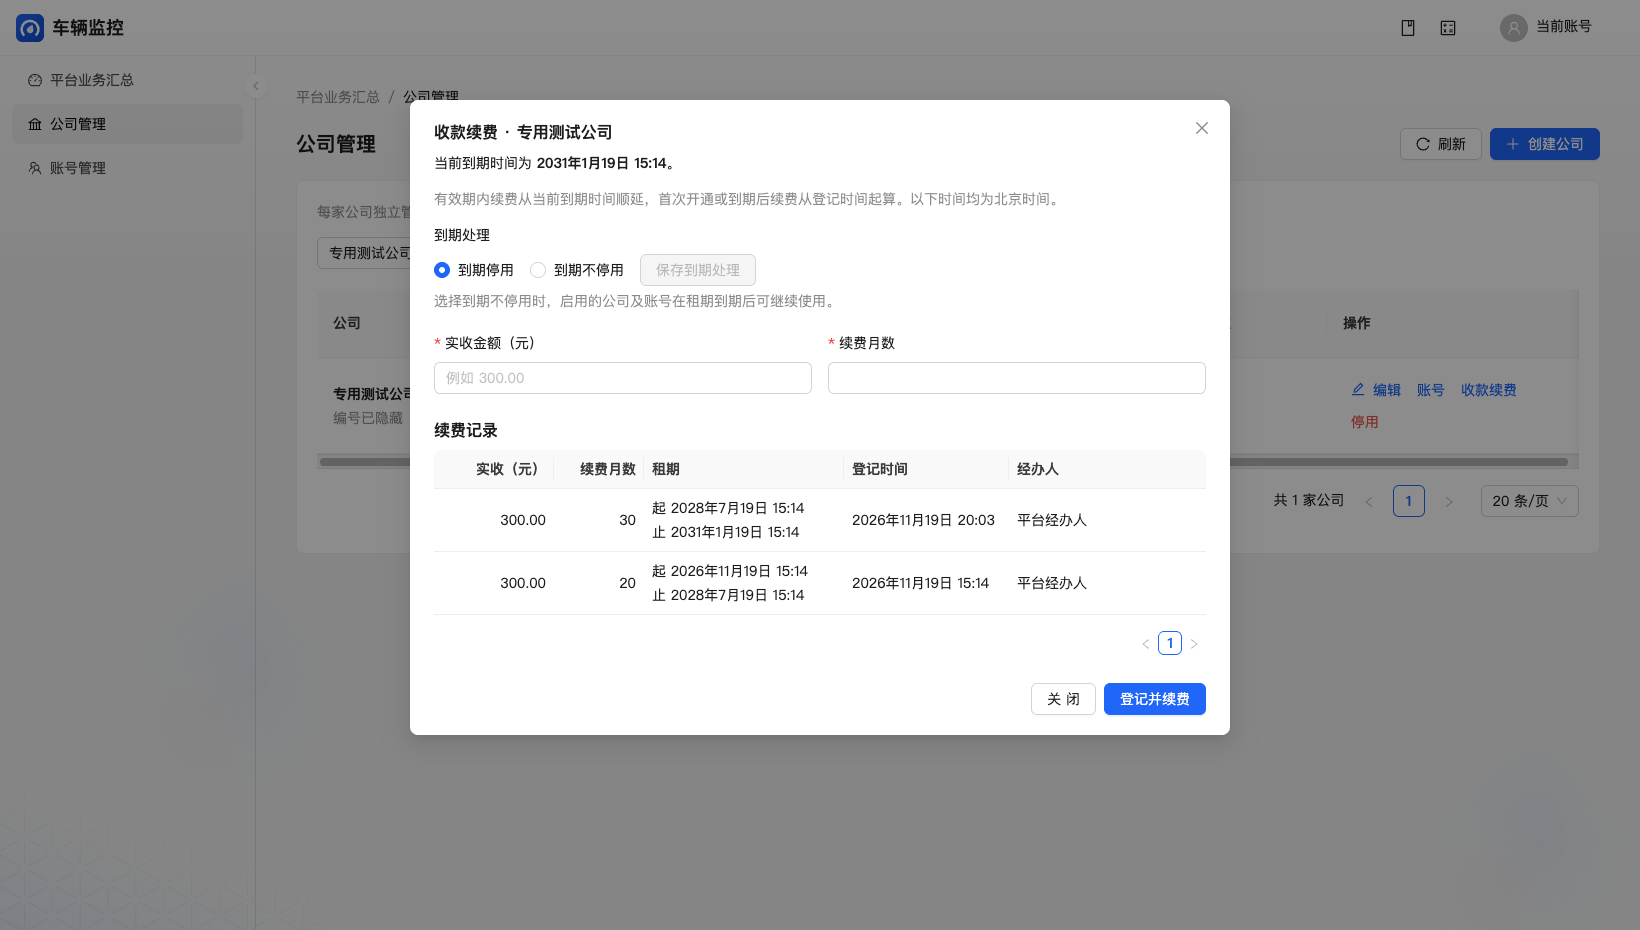 车辆监控
当前账号
平台业务汇总
公司管理
账号管理
平台业务汇总 / 公司管理
公司管理
刷新
创建公司
每家公司独立管
专用测试公司
公司
操作
专用测试公司
编号已隐藏
编辑 账号 收款续费
停用
共 1 家公司
1
20 条/页
收款续费 · 专用测试公司
当前到期时间为 2031年1月19日 15:14。
有效期内续费从当前到期时间顺延，首次开通或到期后续费从登记时间起算。以下时间均为北京时间。
到期处理
到期停用 到期不停用 保存到期处理
选择到期不停用时，启用的公司及账号在租期到期后可继续使用。
* 实收金额（元） * 续费月数
例如 300.00
续费记录
实收（元） 续费月数 租期 登记时间 经办人
300.00 30 起 2028年7月19日 15:14 2026年11月19日 20:03 平台经办人
止 2031年1月19日 15:14
300.00 20 起 2026年11月19日 15:14 2026年11月19日 15:14 平台经办人
止 2028年7月19日 15:14
1
关 闭 登记并续费